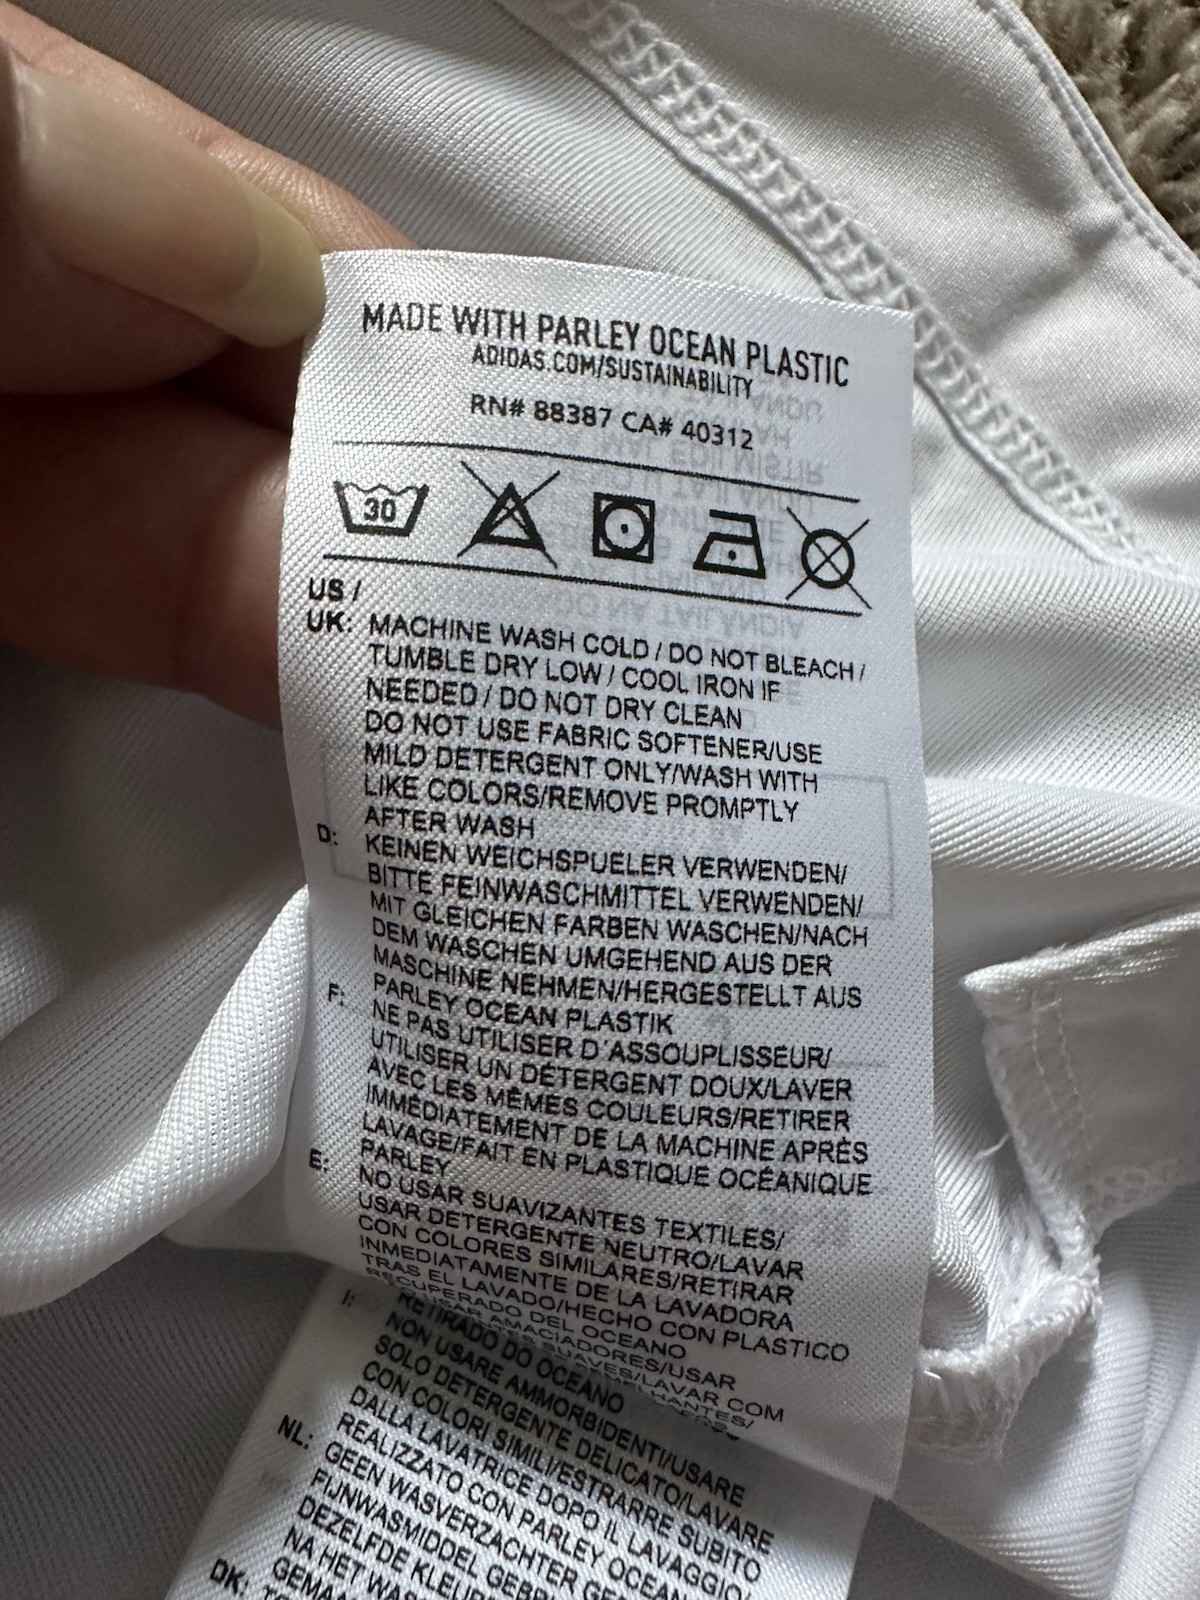 MADE WITH PARLEY OCEAN PLASTIC
ADIDAS.COM/SUSTAINABILITY
RN# 88387 CA# 40312
30
US /
UK: MACHINE WASH COLD / DO NOT BLEACH /
TUMBLE DRY LOW / COOL IRON IF
NEEDED / DO NOT DRY CLEAN
DO NOT USE FABRIC SOFTENER/USE
MILD DETERGENT ONLY/WASH WITH
LIKE COLORS/REMOVE PROMPTLY
AFTER WASH
D: KEINEN WEICHSPUELER VERWENDEN/
BITTE FEINWASCHMITTEL VERWENDEN/
MIT GLEICHEN FARBEN WASCHEN/NACH
DEM WASCHEN UMGEHEND AUS DER
MASCHINE NEHMEN/HERGESTELLT AUS
PARLEY OCEAN PLASTIK
F: NE PAS UTILISER D'ASSOUPLISSEUR/
UTILISER UN DÉTERGENT DOUX/LAVER
AVEC LES MÊMES COULEURS/RETIRER
IMMÉDIATEMENT DE LA MACHINE APRÈS
LAVAGE/FAIT EN PLASTIQUE OCÉANIQUE
PARLEY
E: NO USAR SUAVIZANTES TEXTILES/
USAR DETERGENTE NEUTRO/LAVAR
CON COLORES SIMILARES/RETIRAR
INMEDIATAMENTE DE LA LAVADORA
TRAS EL LAVADO/HECHO CON PLASTICO
RECUPERADO DEL OCEANO
USAR AMACIADORES/USAR
SUAVES/LAVAR COM
RETIRADO DO OCEANO
I: NON USARE AMMORBIDENTI/USARE
SOLO DETERGENTE DELICATO/LAVARE
CON COLORI SIMILI/ESTRARRE SUBITO
DALLA LAVATRICE DOPO IL LAVAGGIO/
REALIZZATO CON PARLEY OCEAN
NL: GEEN WASVERZACHTER
FIJNWASMIDDEL
DEZELFDE
NA HET
DK: